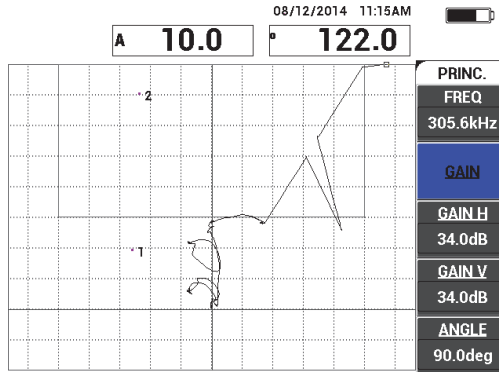 08/12/2014 11:15AM
A 10.0
° 122.0
PRINC.
FREQ
305.6kHz
GAIN
GAIN H
34.0dB
GAIN V
34.0dB
ANGLE
90.0deg
2
1